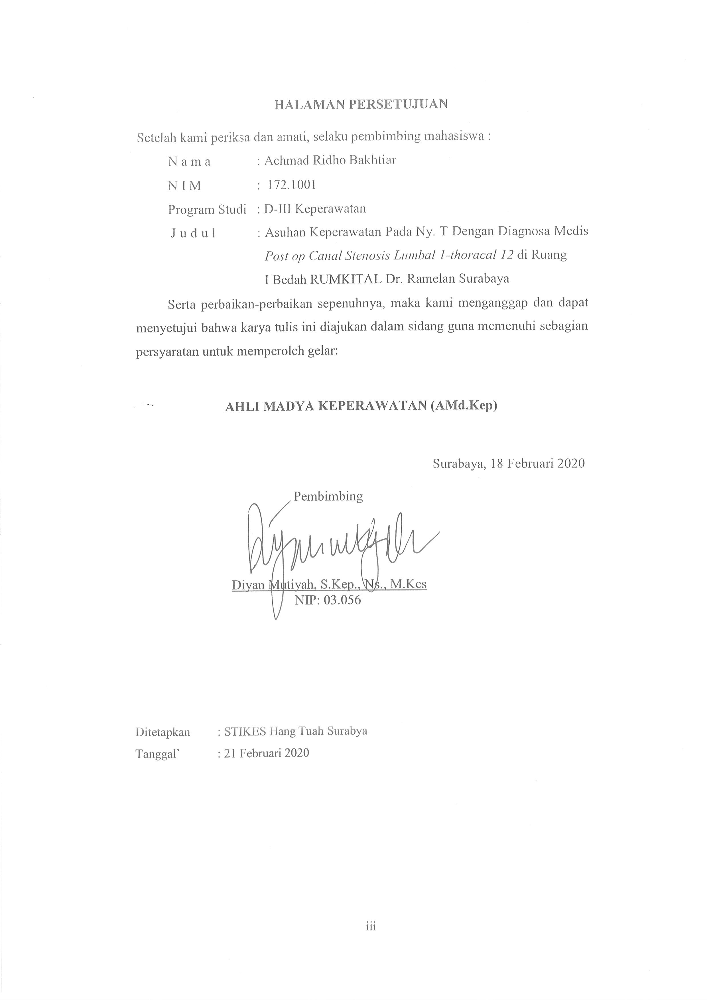 HALAMAN PERSETUJUAN
Setelah kami periksa dan amati, selaku pembimbing mahasiswa :
N a m a : Achmad Ridho Bakhtiar
N I M : 172.1001
Program Studi : D-III Keperawatan
J u d u l : Asuhan Keperawatan Pada Ny. T Dengan Diagnosa Medis
Post op Canal Stenosis Lumbal 1-thoracal 12 di Ruang
I Bedah RUMKITAL Dr. Ramelan Surabaya
Serta perbaikan-perbaikan sepenuhnya, maka kami menganggap dan dapat
menyetujui bahwa karya tulis ini diajukan dalam sidang guna memenuhi sebagian
persyaratan untuk memperoleh gelar:
AHLI MADYA KEPERAWATAN (AMd.Kep)
Surabaya, 18 Februari 2020
Pembimbing
Diyan Mutiyah, S.Kep., Ns., M.Kes
NIP: 03.056
Ditetapkan : STIKES Hang Tuah Surabya
Tanggal` : 21 Februari 2020
iii